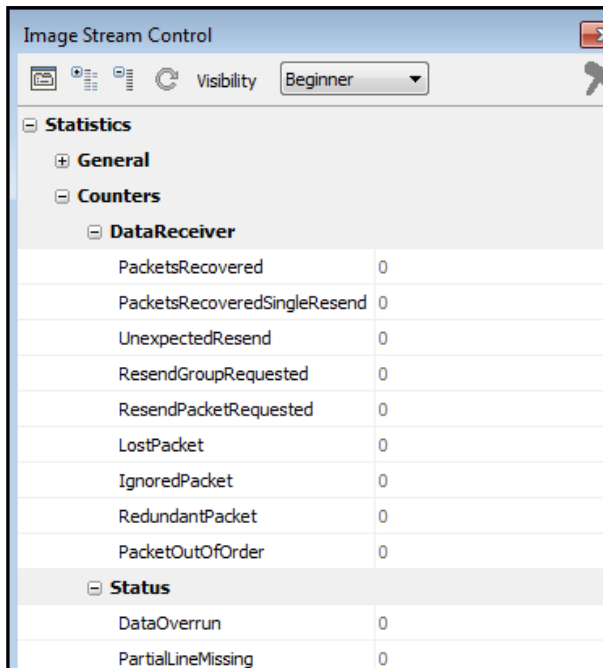 Image Stream Control
Visibility Beginner
Statistics
General
Counters
DataReceiver
PacketsRecovered 0
PacketsRecoveredSingleResend 0
UnexpectedResend 0
ResendGroupRequested 0
ResendPacketRequested 0
LostPacket 0
IgnoredPacket 0
RedundantPacket 0
PacketOutOfOrder 0
Status
DataOverrun 0
PartialLineMissing 0